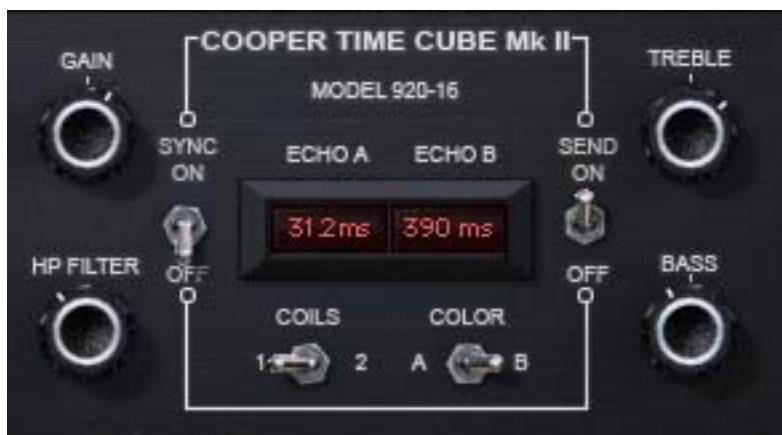 COOPER TIME CUBE Mk II
GAIN
TREBLE
MODEL 920-16
SYNC
ON
ECHO A
ECHO B
SEND
ON
31.2ms
390 ms
HP FILTER
OFF
OFF
BASS
COILS
COLOR
1
2
A
B